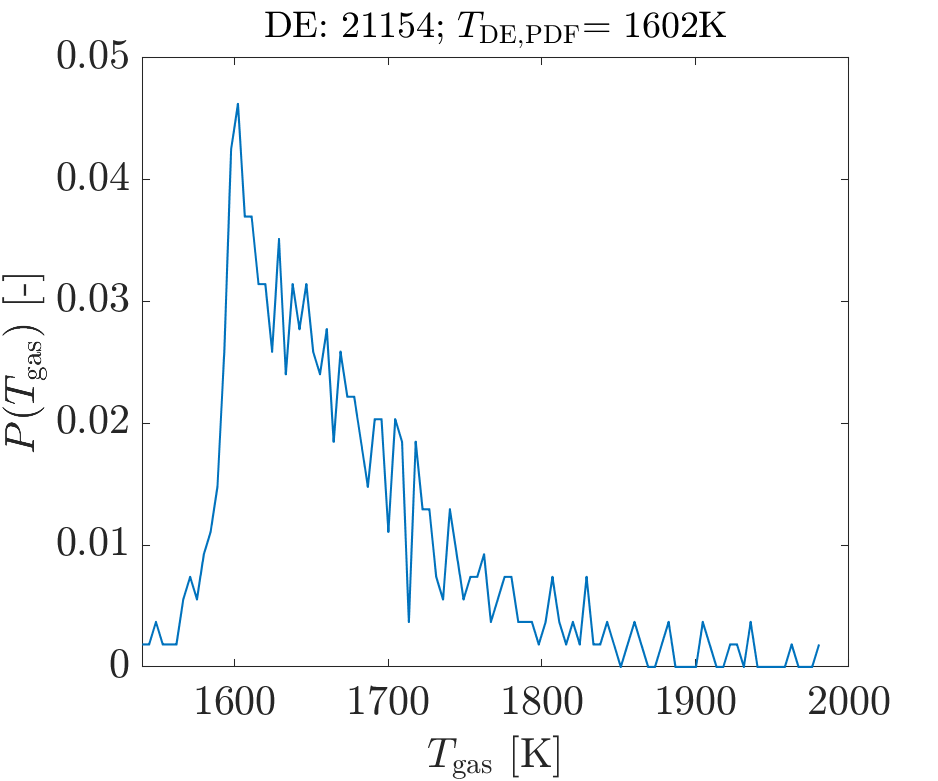 DE: 21154; T_DE,PDF= 1602K
0.05
0.04
0.03
0.02
0.01
0
P(T_gas) [-]
1600 1700 1800 1900 2000
T_gas [K]